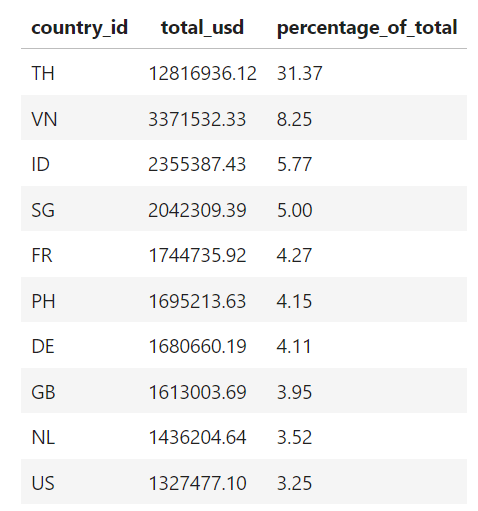 country_id total_usd percentage_of_total
TH 12816936.12 31.37
VN 3371532.33 8.25
ID 2355387.43 5.77
SG 2042309.39 5.00
FR 1744735.92 4.27
PH 1695213.63 4.15
DE 1680660.19 4.11
GB 1613003.69 3.95
NL 1436204.64 3.52
US 1327477.10 3.25